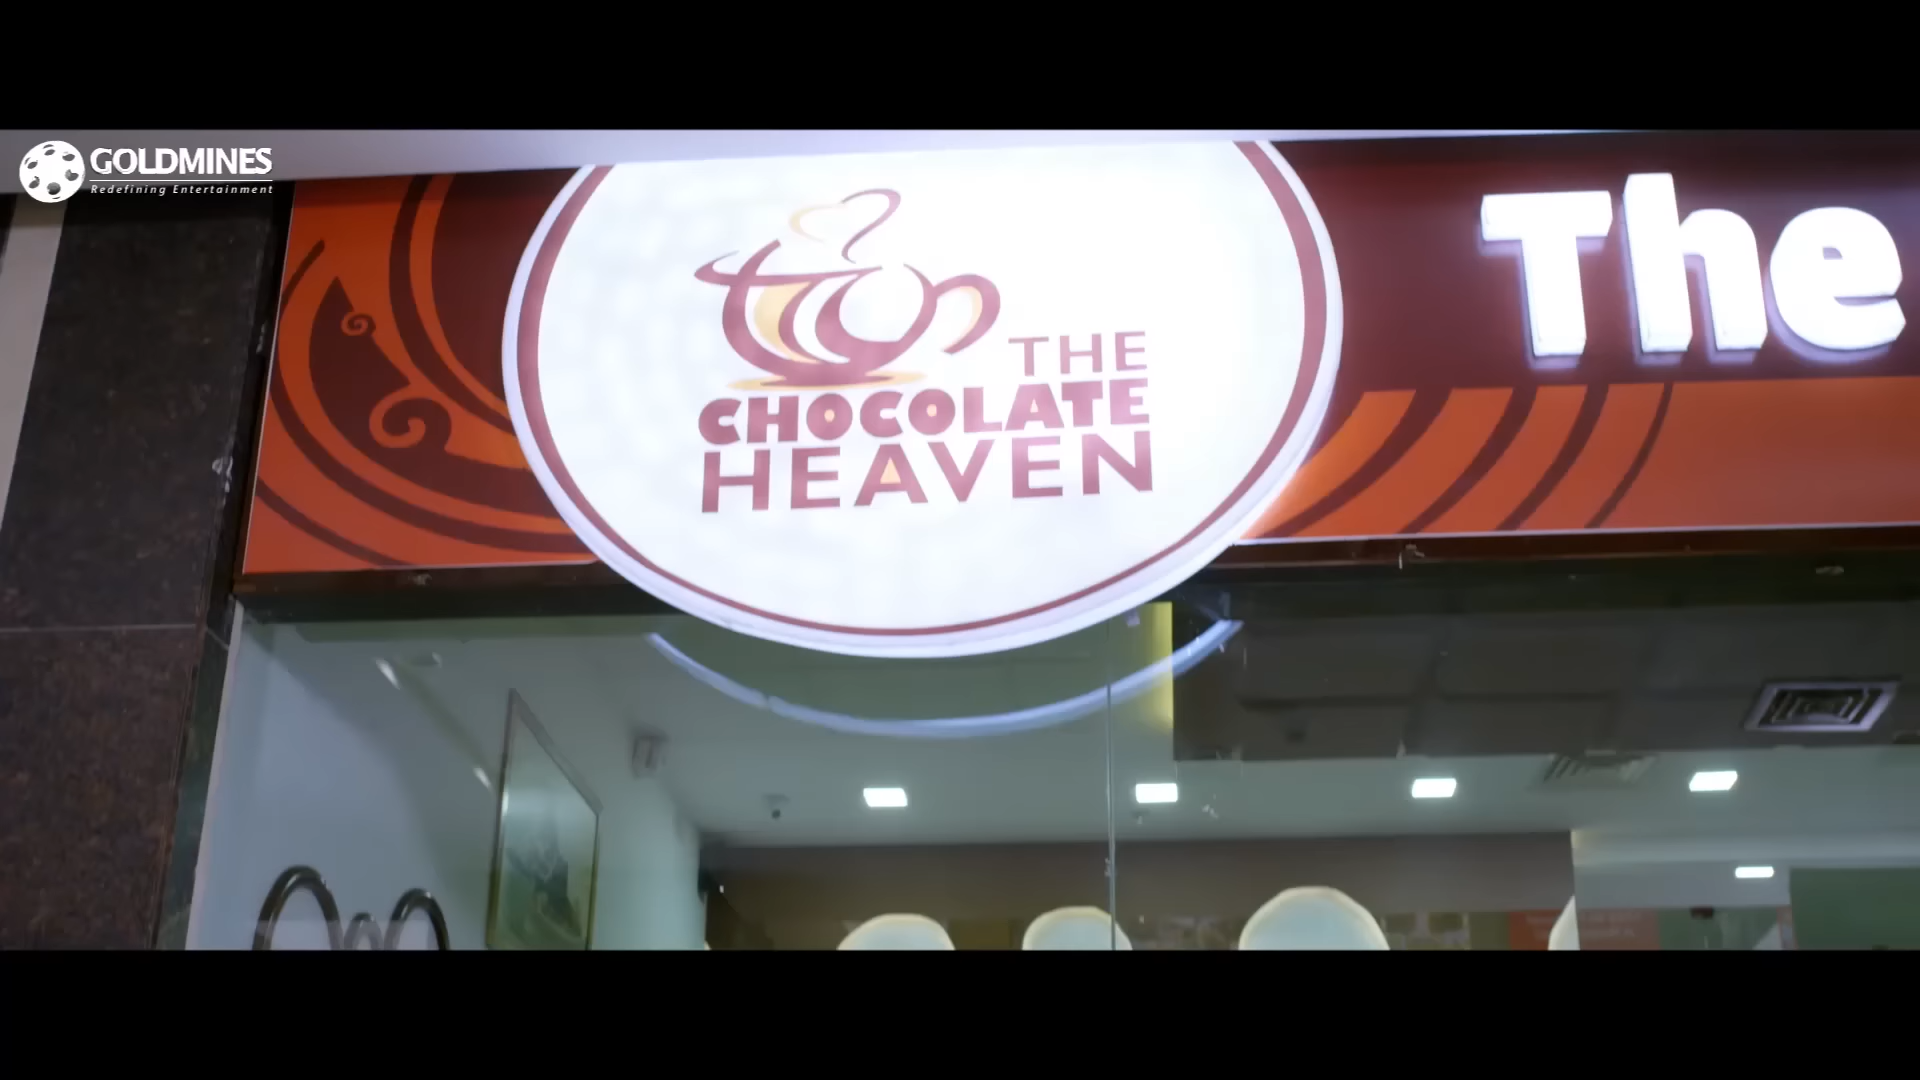 GOLDMINES
Redefining Entertainment
THE
CHOCOLATE
HEAVEN
The